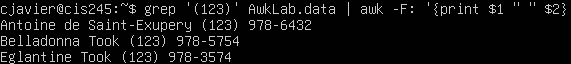 cjavier@cis245:~$ grep '(123)' AwkLab.data | awk -F: '{print $1 " " $2}
Antoine de Saint-Exupery (123) 978-6432
Belladonna Took (123) 978-5754
Eglantine Took (123) 978-3574